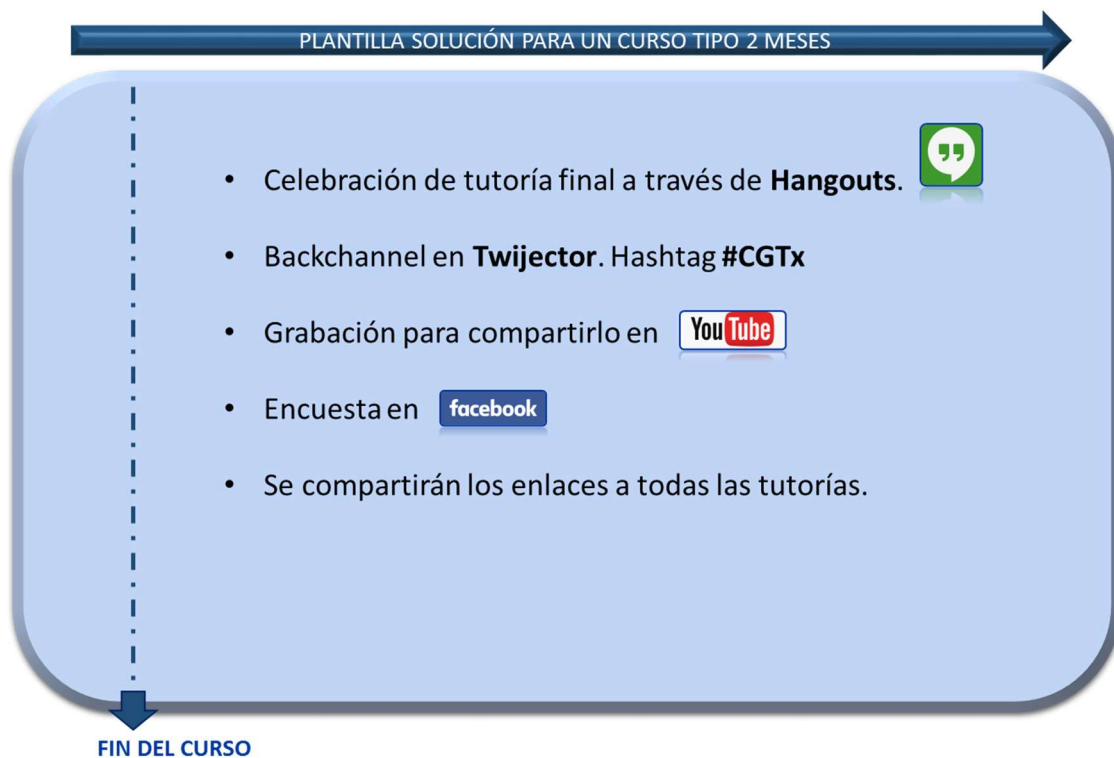 PLANTILLA SOLUCIÓN PARA UN CURSO TIPO 2 MESES
• Celebración de tutoría final a través de Hangouts.
• Backchannel en Twijector. Hashtag #CGTx
• Grabación para compartirlo en YouTube
• Encuesta en facebook
• Se compartirán los enlaces a todas las tutorías.
FIN DEL CURSO